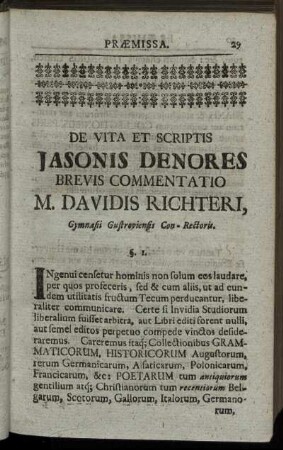 PRÆMISSA. 29
DE VITA ET SCRIPTIS
JASONIS DENORES
BREVIS COMMENTATIO
M. DAVIDIS RICHTERI,
Gymnasii Gustroviensis Con-Rectoris.
§. 1.
INgenui censetur hominis non solum eos laudare,
per quos profeceris, sed & cum aliis, ut ad eun-
dem utilitatis fructum Tecum perducantur, libe-
raliter communicare. Certe si Invidia Studiorum
liberalium fuisset arbitra, aut Libri editi forent nulli,
aut semel editos perpetuo compede vinctos deside-
raremus. Careremus itaq; Collectionibus GRAM-
MATICORUM, HISTORICORUM Augustorum,
rerum Germanicarum, Alsaticarum, Polonicarum,
Francicarum, &c: POETARUM tum antiquiorum
gentilium atq; Christianorum tum recentiorum Bel-
garum, Scotorum, Gallorum, Italorum, Germano-
rum,